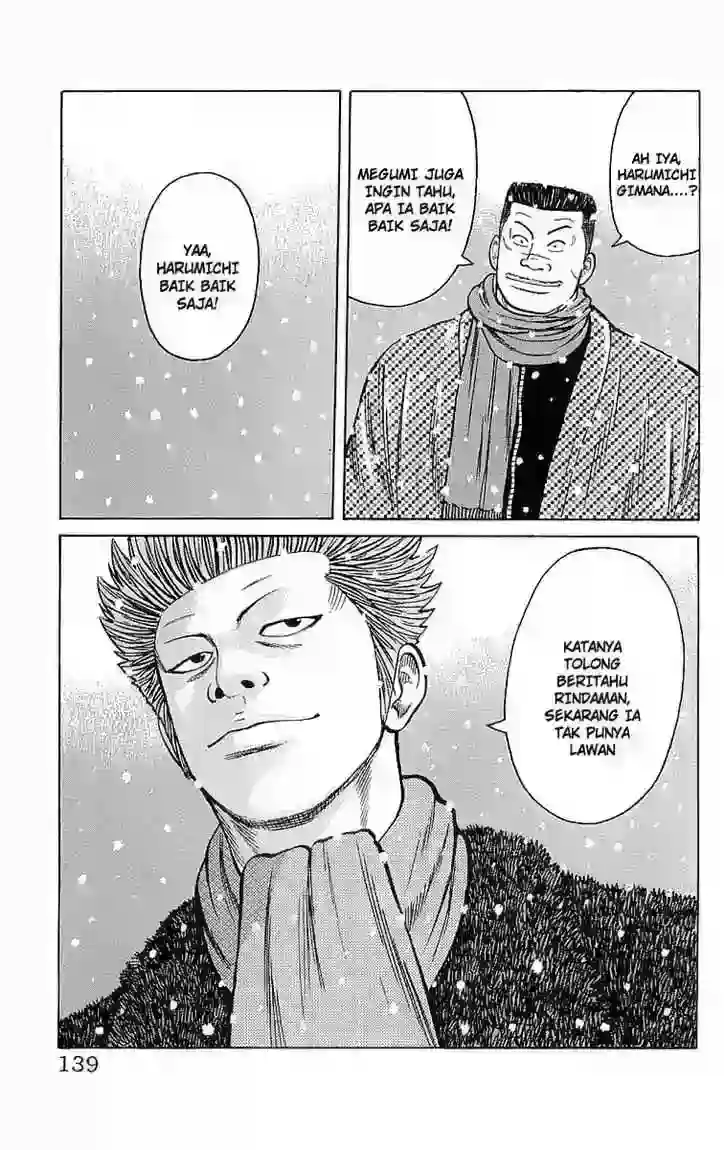 AH IYA,
HARUMICHI
GIMANA....?
MEGUMI JUGA
INGIN TAHU,
APA IA BAIK
BAIK SAJA!
YAA,
HARUMICHI
BAIK BAIK
SAJA!
KATANYA
TOLONG
BERITAHU
RINDAMAN,
SEKARANG IA
TAK PUNYA
LAWAN
139